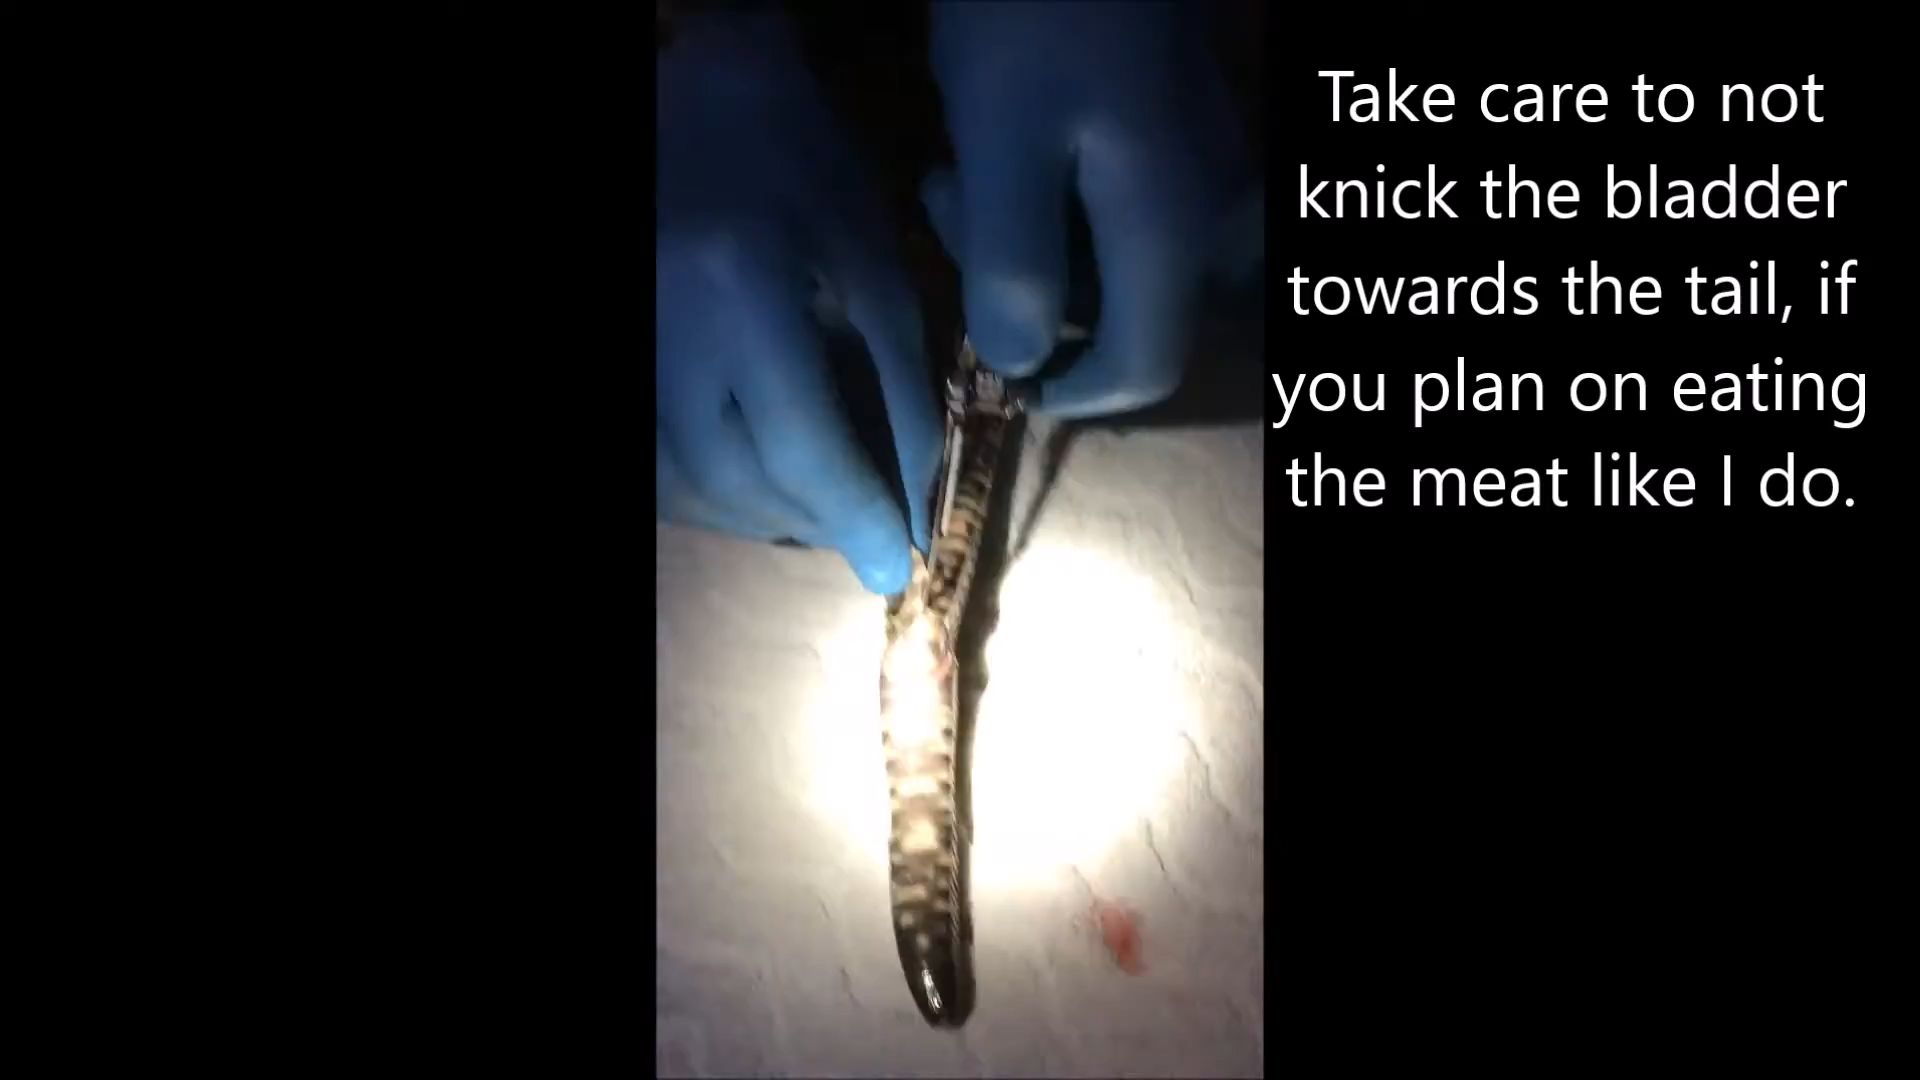 Take care to not
knick the bladder
towards the tail, if
you plan on eating
the meat like I do.